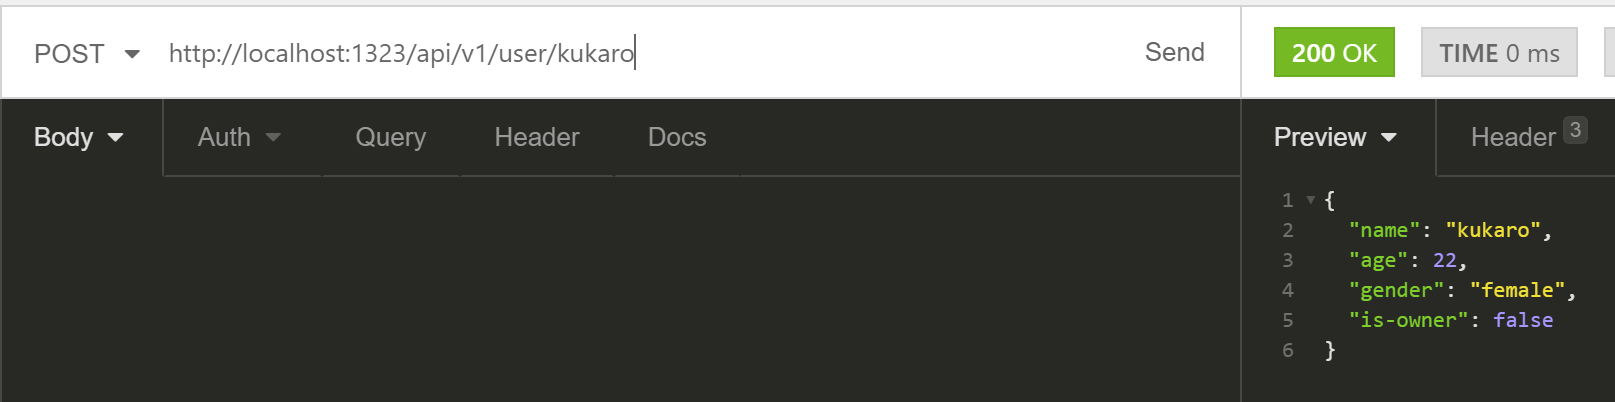 POST http://localhost:1323/api/v1/user/kukaro Send 200 OK TIME 0 ms
Body Auth Query Header Docs Preview Header 3
1 {
2 "name": "kukaro",
3 "age": 22,
4 "gender": "female",
5 "is-owner": false
6 }